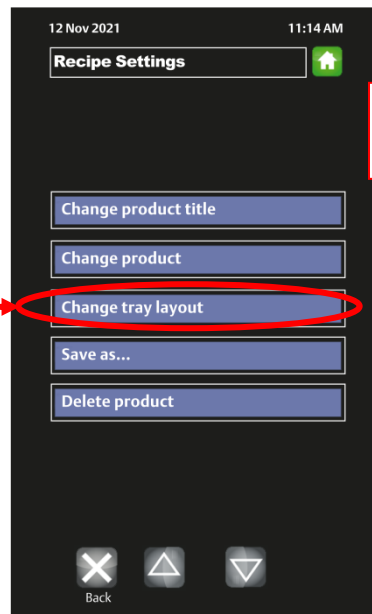 12 Nov 2021 11:14 AM
Recipe Settings
Change product title
Change product
Change tray layout
Save as...
Delete product
Back